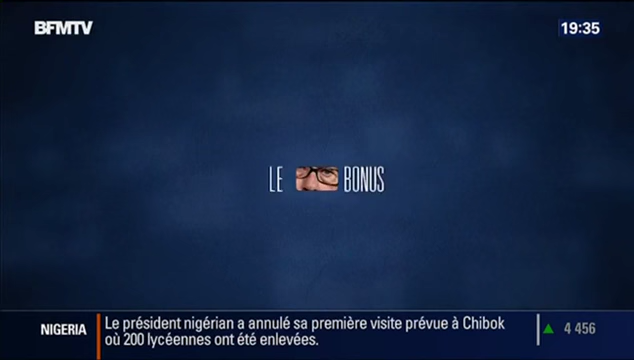 BFMTV
19:35
LE BONUS
NIGERIA
Le président nigérian a annulé sa première visite prévue à Chibok
où 200 lycéennes ont été enlevées.
4 456